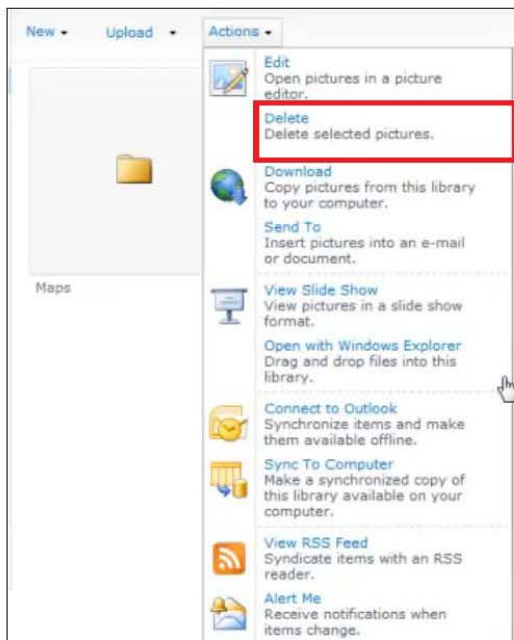 New Upload Actions
Edit
Open pictures in a picture
editor.
Delete
Delete selected pictures.
Download
Copy pictures from this library
to your computer.
Send To
Insert pictures into an e-mail
or document.
Maps
View Slide Show
View pictures in a slide show
format.
Open with Windows Explorer
Drag and drop files into this
library.
Connect to Outlook
Synchronize items and make
them available offline.
Sync To Computer
Make a synchronized copy of
this library available on your
computer.
View RSS Feed
Syndicate items with an RSS
reader.
Alert Me
Receive notifications when
items change.